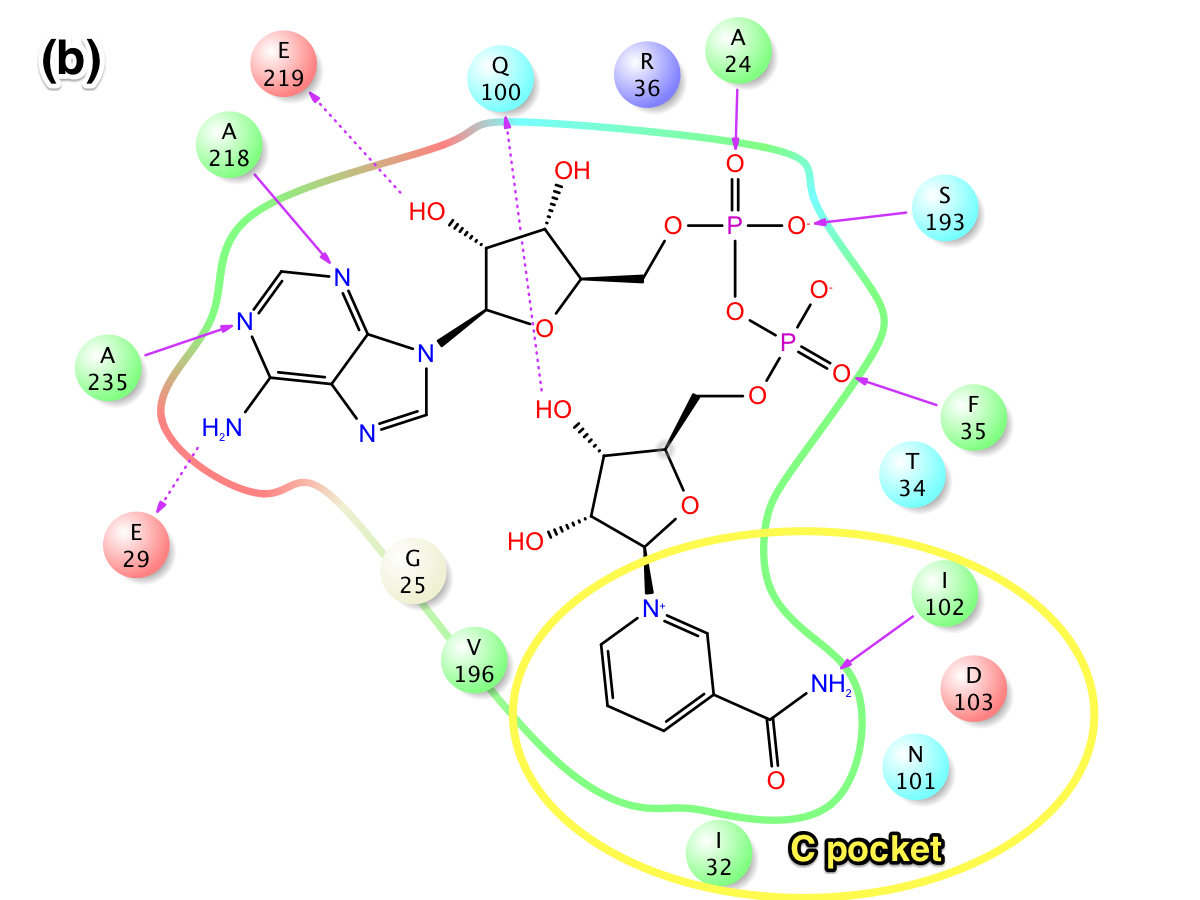 (b)
E
219
Q
100
R
36
A
24
A
218
OH
HO
O
S
193
O
P
O-
N
N
O-
O
O
A
235
N
P
O
H2N
N
HO
O
F
35
T
34
O
E
29
HO
G
25
I
102
N+
V
196
NH2
D
103
N
101
O
I
32
C pocket